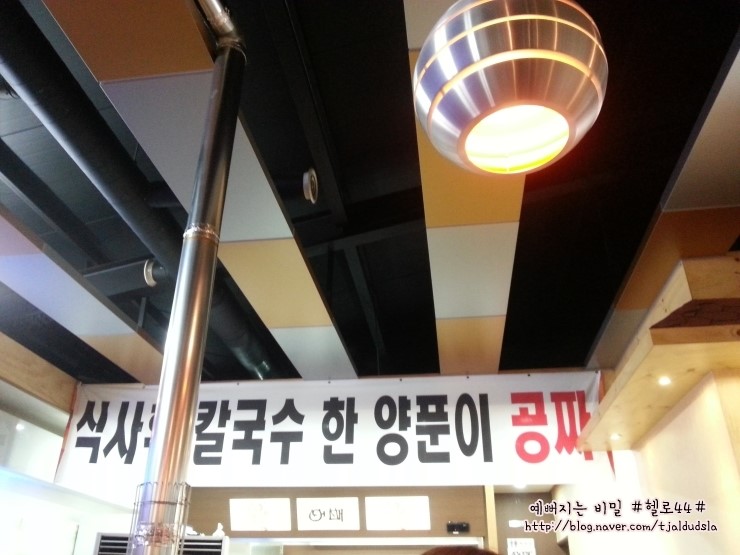 식사후 칼국수 한 양푼이 공짜
예뻐지는 비밀 #헬로44#
http://blog.naver.com/tjaldudsla